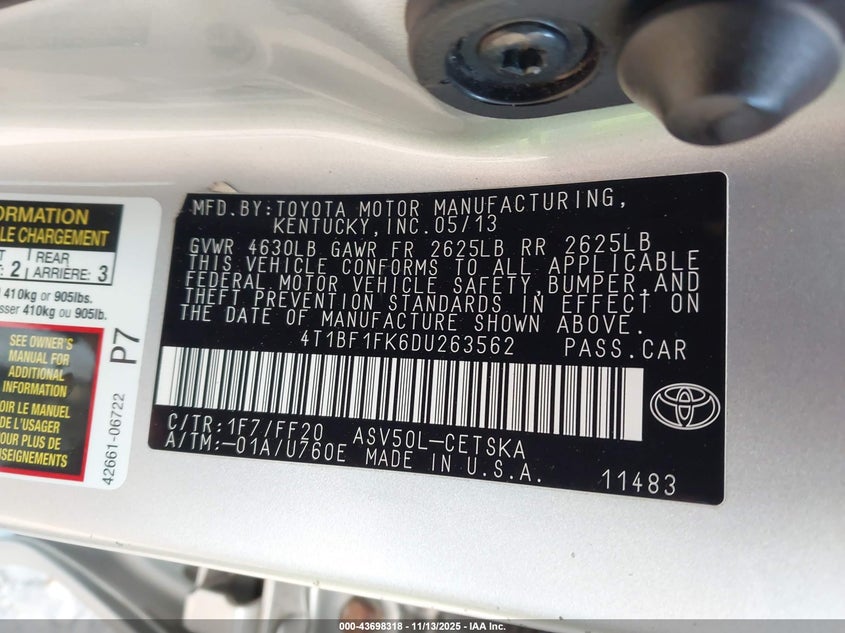 ORMATION
LE CHARGEMENT
2
REAR
ARRIÈRE: 3
410kg or 905lbs.
sser 410kg ou 905lb.
SEE OWNER'S
MANUAL FOR
ADDITIONAL
INFORMATION
OIR LE MANUEL
DE L'USAGER
POUR PLUS DE
NSEIGNEMENTS
P7
42661-06722
MFD.BY:TOYOTA MOTOR MANUFACTURING,
KENTUCKY,INC.05/13
GVWR 4630LB GAWR FR 2625LB RR 2625LB
THIS VEHICLE CONFORMS TO ALL APPLICABLE
FEDERAL MOTOR VEHICLE SAFETY,BUMPER,AND
THEFT PREVENTION STANDARDS IN EFFECT ON
THE DATE OF MANUFACTURE SHOWN ABOVE.
4T1BF1FK6DU263562 PASS.CAR
C/TR:1F7/FF20 ASV50L-CETSKA
A/TM:-01A/U760E MADE IN U.S.A.
11483
000-43698318 - 11/13/2025 - IAA Inc.